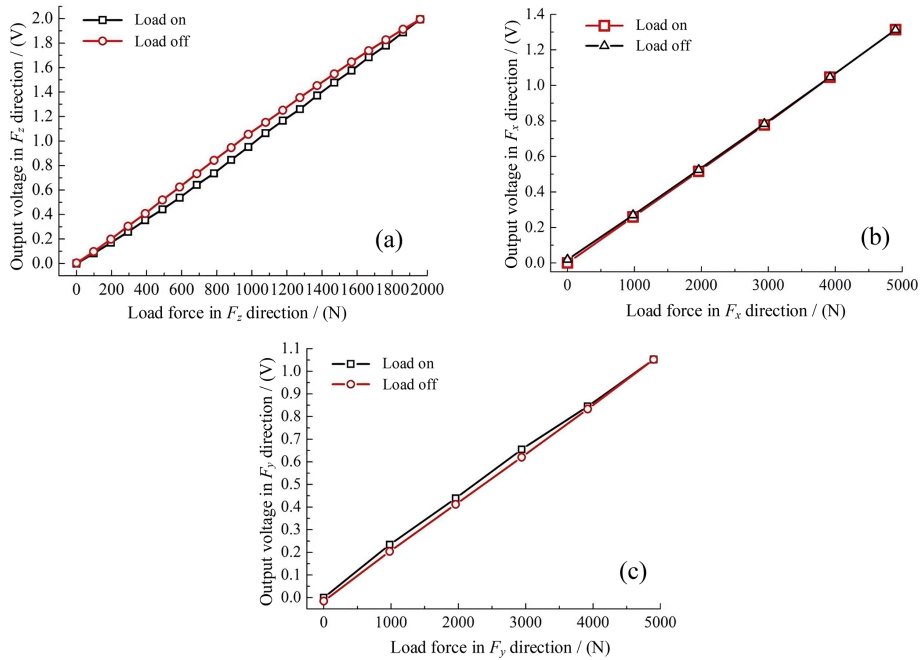 (a)
Load on
Load off
Output voltage in Fz direction / (V)
2.0
1.8
1.6
1.4
1.2
1.0
0.8
0.6
0.4
0.2
0.0
0 200 400 600 800 1000 1200 1400 1600 1800 2000
Load force in Fz direction / (N)
(b)
Load on
Load off
Output voltage in Fx direction / (V)
1.4
1.2
1.0
0.8
0.6
0.4
0.2
0.0
0 1000 2000 3000 4000 5000
Load force in Fx direction / (N)
Load on
Load off
Output voltage in Fy direction / (V)
1.1
1.0
0.9
0.8
0.7
0.6
0.5
0.4
0.3
0.2
0.1
0.0
(c)
0 1000 2000 3000 4000 5000
Load force in Fy direction / (N)